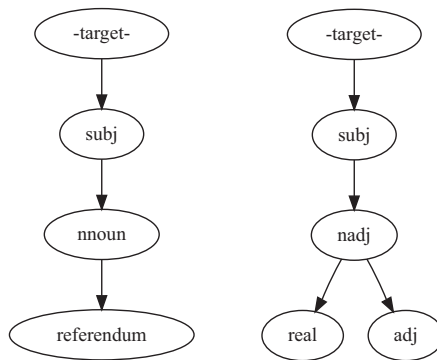 -target- -target-
subj subj
nnoun nadj
referendum real adj